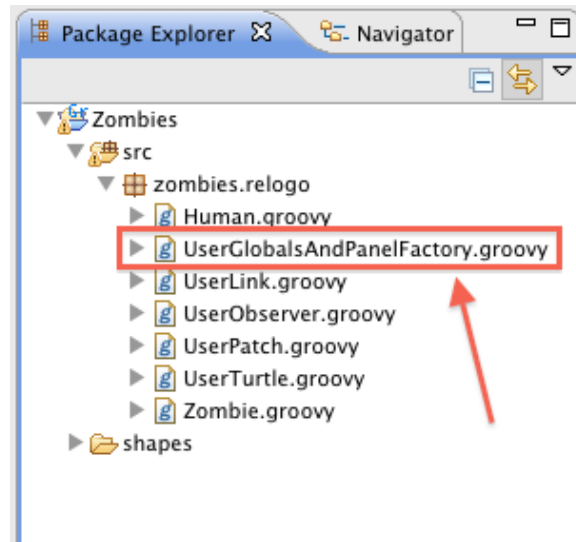 Package Explorer Navigator
Zombies
src
zombies.relogo
Human.groovy
UserGlobalsAndPanelFactory.groovy
UserLink.groovy
UserObserver.groovy
UserPatch.groovy
UserTurtle.groovy
Zombie.groovy
shapes